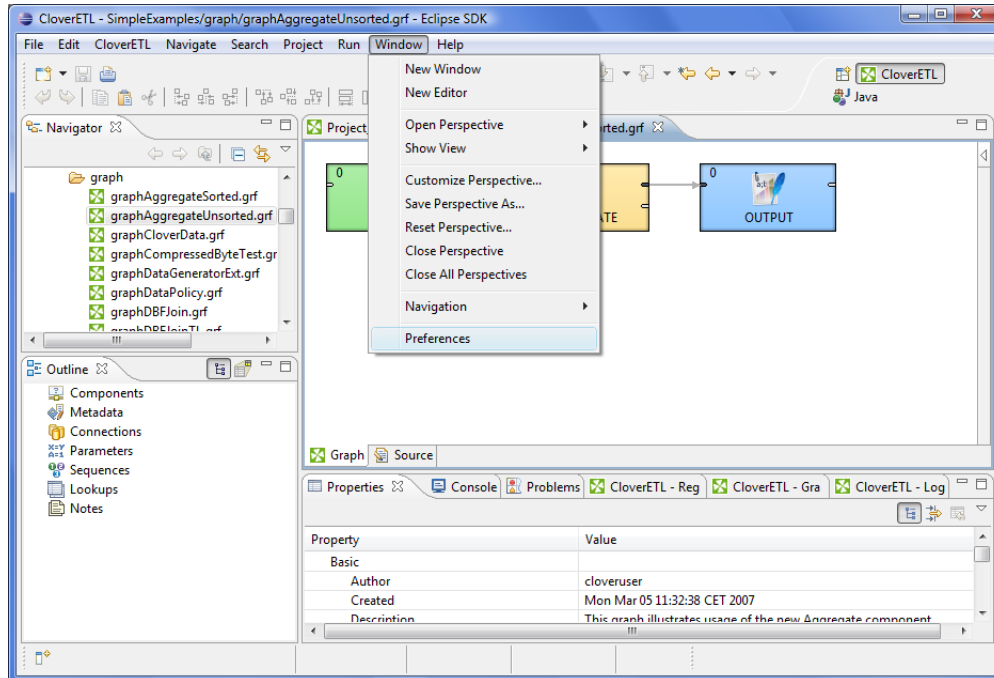 CloverETL - SimpleExamples/graph/graphAggregateUnsorted.grf - Eclipse SDK
File Edit CloverETL Navigate Search Project Run Window Help
New Window
New Editor
Open Perspective
Show View
Customize Perspective...
Save Perspective As...
Reset Perspective...
Close Perspective
Close All Perspectives
Navigation
Preferences
CloverETL
Java
Navigator
graph
graphAggregateSorted.grf
graphAggregateUnsorted.grf
graphCloverData.grf
graphCompressedByteTest.gr
graphDataGeneratorExt.grf
graphDataPolicy.grf
graphDBFJoin.grf
graphDBFJoinTL.grf
Project
rted.grf
0
ATE
0
OUTPUT
Graph Source
Outline
Components
Metadata
Connections
Parameters
Sequences
Lookups
Notes
Properties Console Problems CloverETL - Reg CloverETL - Gra CloverETL - Log
Property Value
Basic
Author cloveruser
Created Mon Mar 05 11:32:38 CET 2007
Description This graph illustrates usage of the new Aggregate component